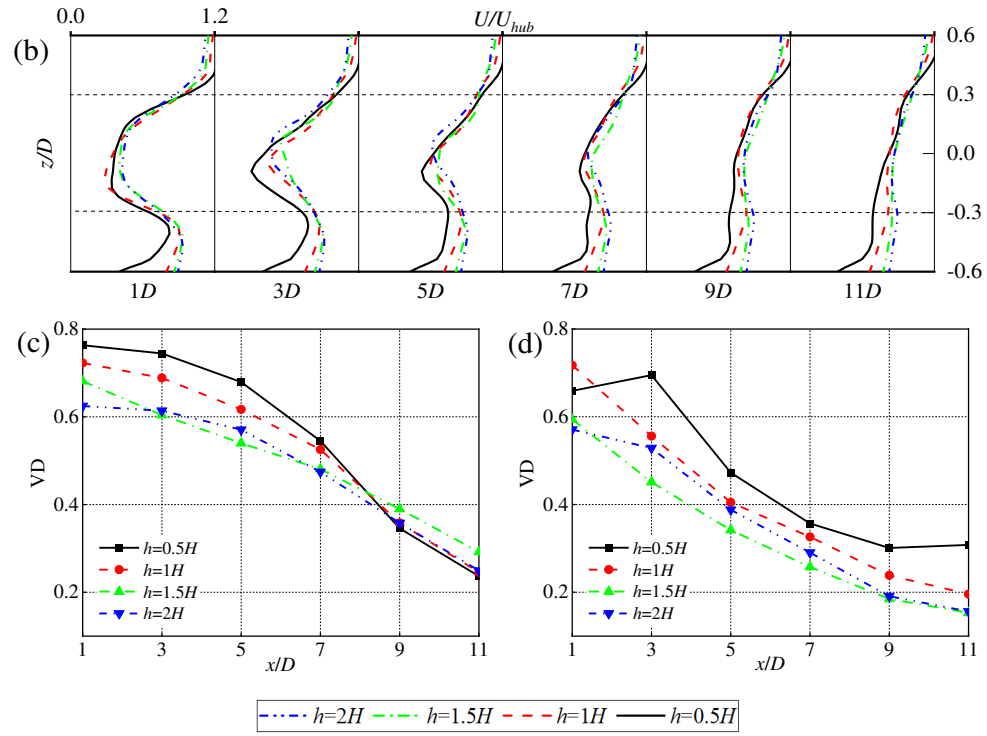 0.0 1.2 U/U_hub 0.6
(b)
0.3
z/D 0.0
-0.3
-0.6
1D 3D 5D 7D 9D 11D
(c) 0.8
0.6
VD
0.4
0.2
h=0.5H
h=1H
h=1.5H
h=2H
1 3 5 7 9 11
x/D
(d) 0.8
0.6
VD
0.4
0.2
h=0.5H
h=1H
h=1.5H
h=2H
1 3 5 7 9 11
x/D
h=2H h=1.5H h=1H h=0.5H